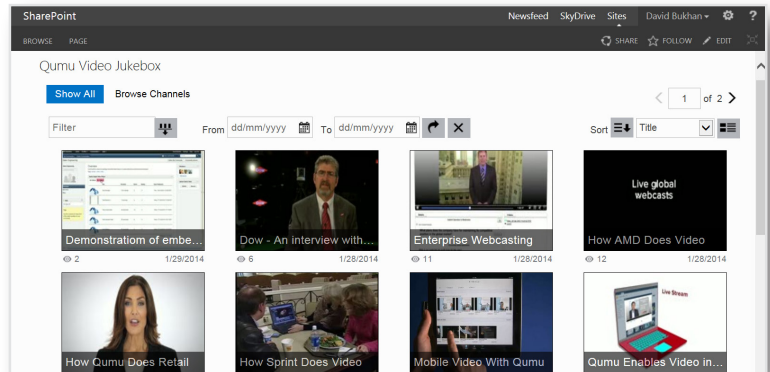 SharePoint
Newsfeed SkyDrive Sites David Bukhan ?
BROWSE PAGE SHARE FOLLOW EDIT
Qumu Video Jukebox
Show All Browse Channels
1 of 2
Filter From dd/mm/yyyy To dd/mm/yyyy Sort Title
Live global
webcasts
Demonstratiom of embe...
Dow - An interview with...
Enterprise Webcasting
How AMD Does Video
2 1/29/2014
6 1/28/2014
11 1/28/2014
12 1/28/2014
Live Stream
How Qumu Does Retail
How Sprint Does Video
Mobile Video With Qumu
Qumu Enables Video in...